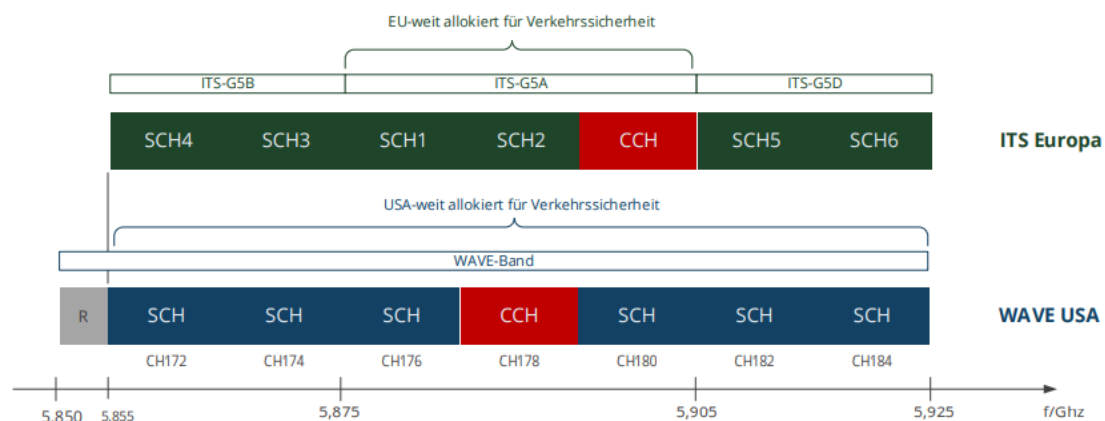 EU-weit allokiert für Verkehrssicherheit
ITS-G5B ITS-G5A ITS-G5D
SCH4 SCH3 SCH1 SCH2 CCH SCH5 SCH6 ITS Europa
USA-weit allokiert für Verkehrssicherheit
WAVE-Band
R SCH SCH SCH CCH SCH SCH SCH WAVE USA
CH172 CH174 CH176 CH178 CH180 CH182 CH184
5,850 5,855 5,875 5,905 5,925 f/Ghz